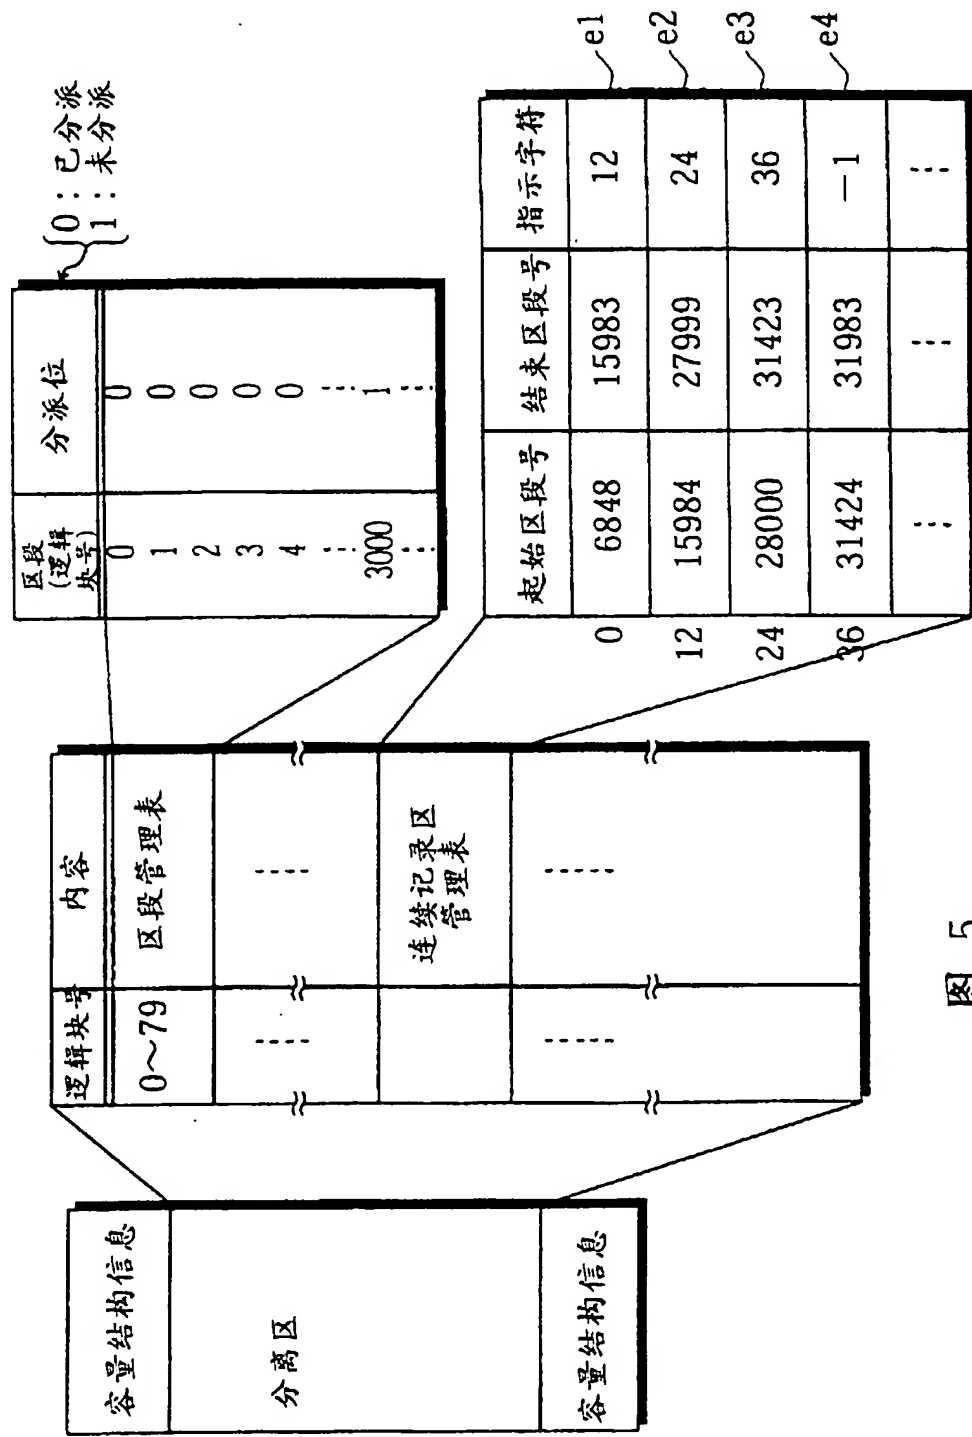 容量结构信息
分离区
容量结构信息
逻辑块号 内容
0～79 区段管理表
连续记录区
管理表
区段
(逻辑
块号)
分派位
0 0
1 0
2 0
3 0
4 0
3000 1
0：已分派
1：未分派
起始区段号 结束区段号 指示字符
0 6848 15983 12 e1
12 15984 27999 24 e2
24 28000 31423 36 e3
36 31424 31983 －1 e4
图 5